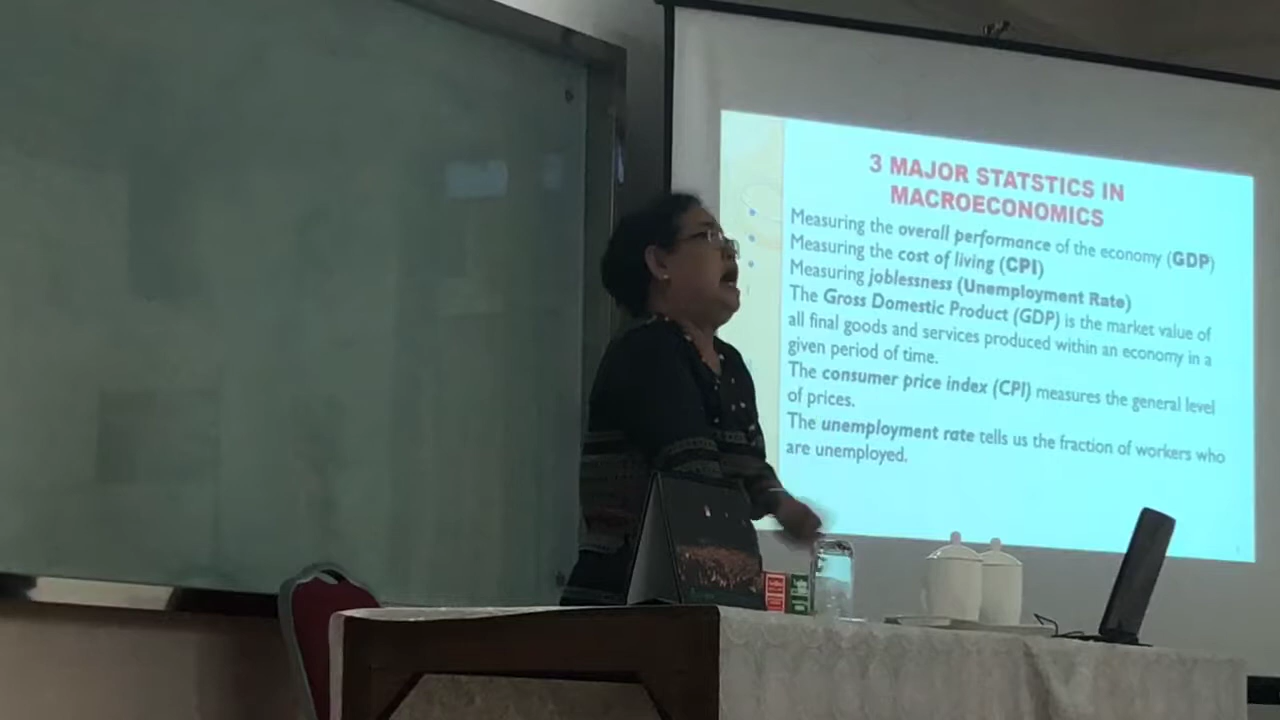 3 MAJOR STATSTICS IN
MACROECONOMICS
Measuring the overall performance of the economy (GDP)
Measuring the cost of living (CPI)
Measuring joblessness (Unemployment Rate)
The Gross Domestic Product (GDP) is the market value of
all final goods and services produced within an economy in a
given period of time.
The consumer price index (CPI) measures the general level
of prices.
The unemployment rate tells us the fraction of workers who
are unemployed.